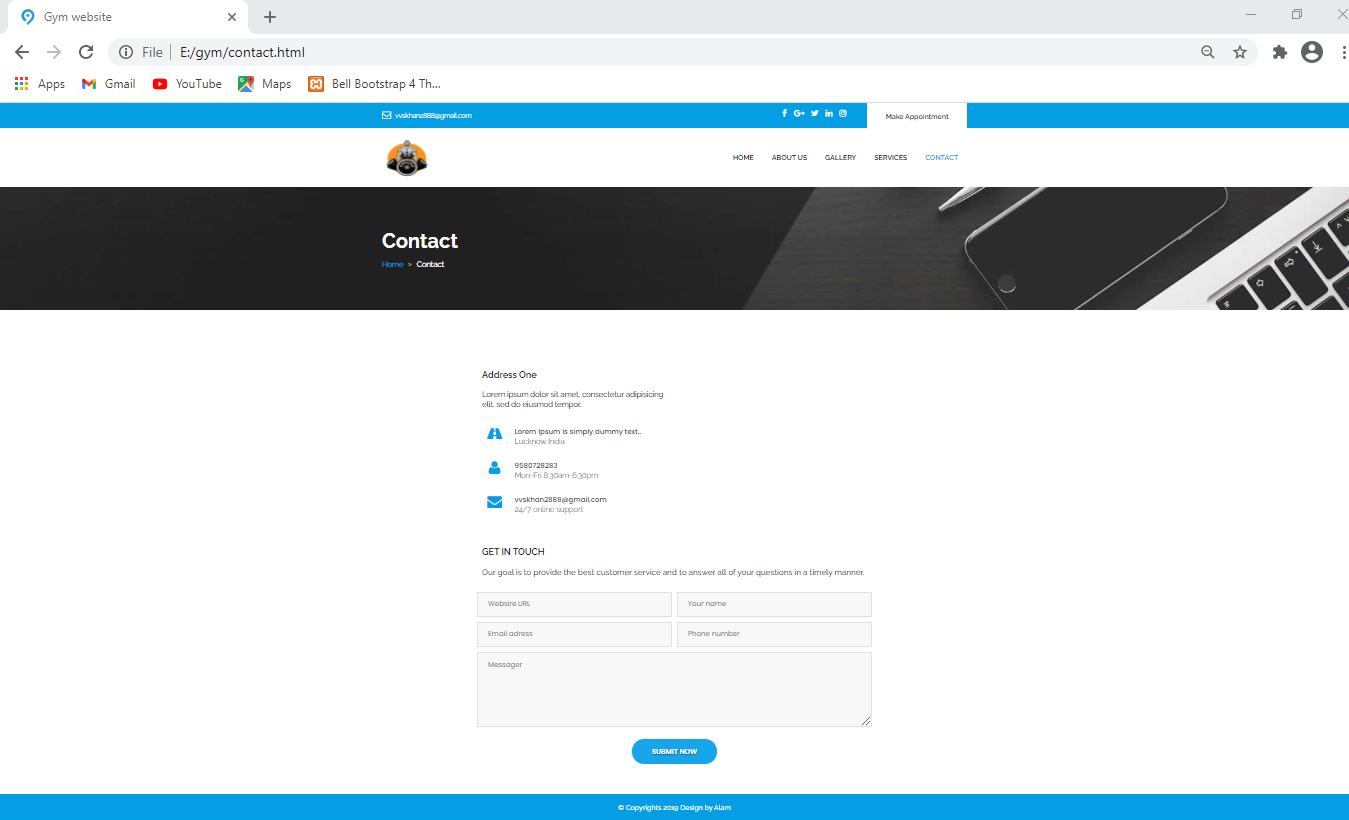 Gym website
File E:/gym/contact.html
Apps Gmail YouTube Maps Bell Bootstrap 4 Th...
vvskhan2888@gmail.com Make Appointment
HOME ABOUT US GALLERY SERVICES CONTACT
Contact
Home > Contact
Address One
Lorem ipsum dolor sit amet, consectetur adipisicing
elit, sed do eiusmod tempor.
Lorem Ipsum is simply dummy text..
Lucknow India
9580728283
Mon-Fri 8:30am-6:30pm
vvskhan2888@gmail.com
24/7 online support
GET IN TOUCH
Our goal is to provide the best customer service and to answer all of your questions in a timely manner.
Websire URL Your name
Email adress Phone number
Messager
SUBMIT NOW
© Copyrights 2019 Design by Alam